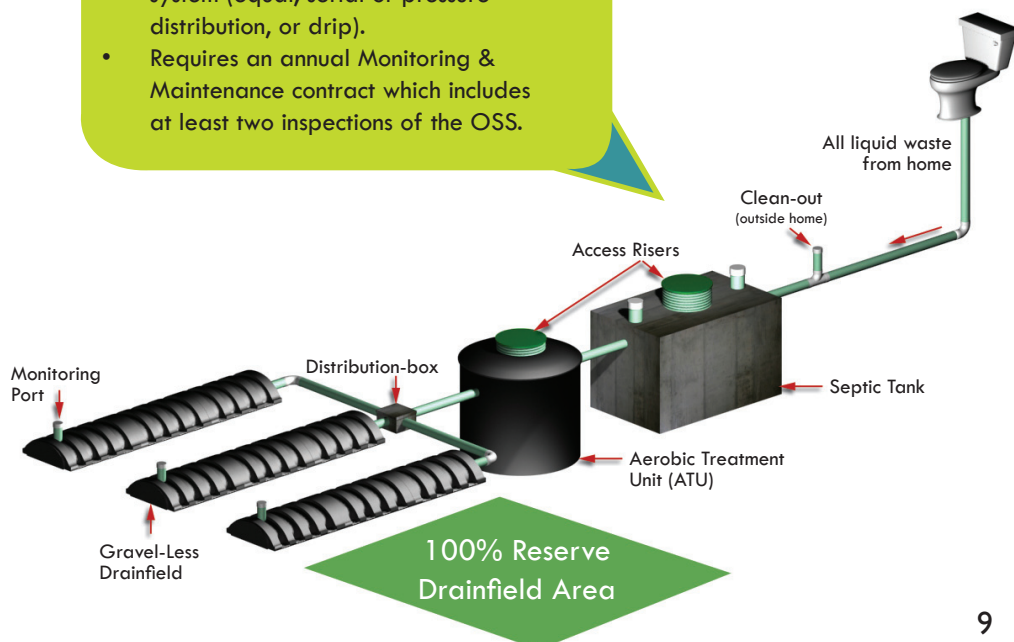 distribution, or drip).
• Requires an annual Monitoring &
Maintenance contract which includes
at least two inspections of the OSS.
All liquid waste
from home
Clean-out
(outside home)
Access Risers
Monitoring
Port
Distribution-box
Septic Tank
Aerobic Treatment
Unit (ATU)
Gravel-Less
Drainfield
100% Reserve
Drainfield Area
9